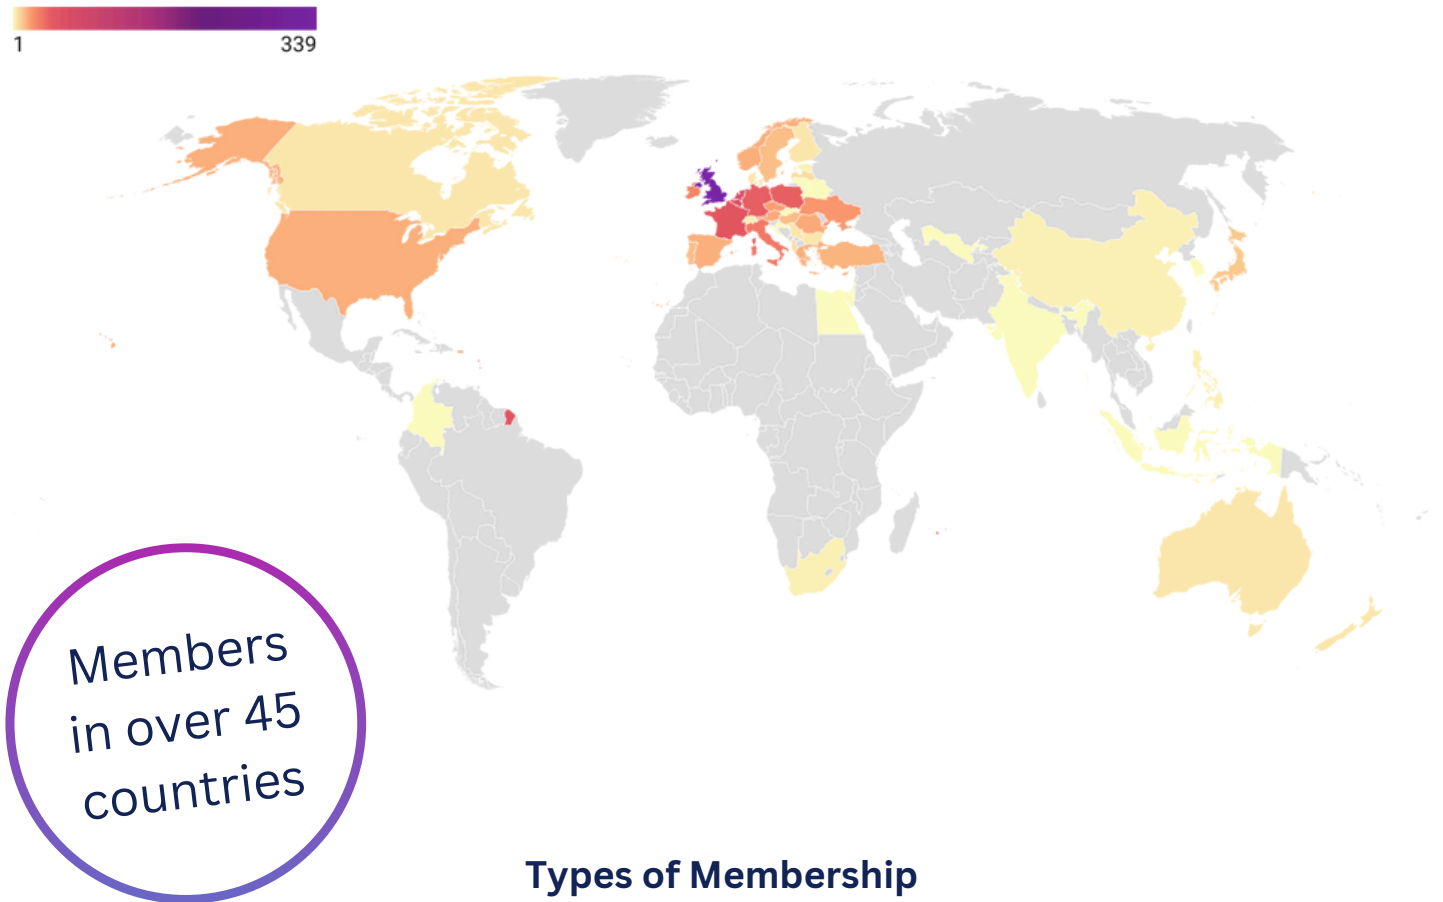 1
339
Members
in over 45
countries
Types of Membership